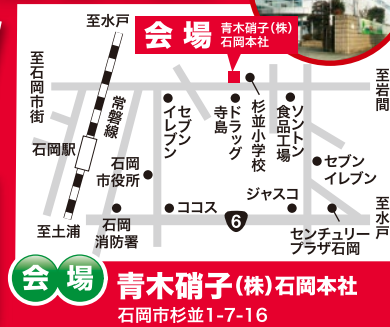 至水戸
会場
青木硝子(株)
石岡本社
至石岡市街
常磐線
セブン
イレブン
ドラッグ
寺島
杉並小学校
ソントン
食品工場
至岩間
石岡駅
石岡
市役所
セブン
イレブン
ココス
ジャスコ
至水戸
至土浦
石岡
消防署
6
センチュリー
プラザ石岡
会場
青木硝子(株)石岡本社
石岡市杉並1-7-16